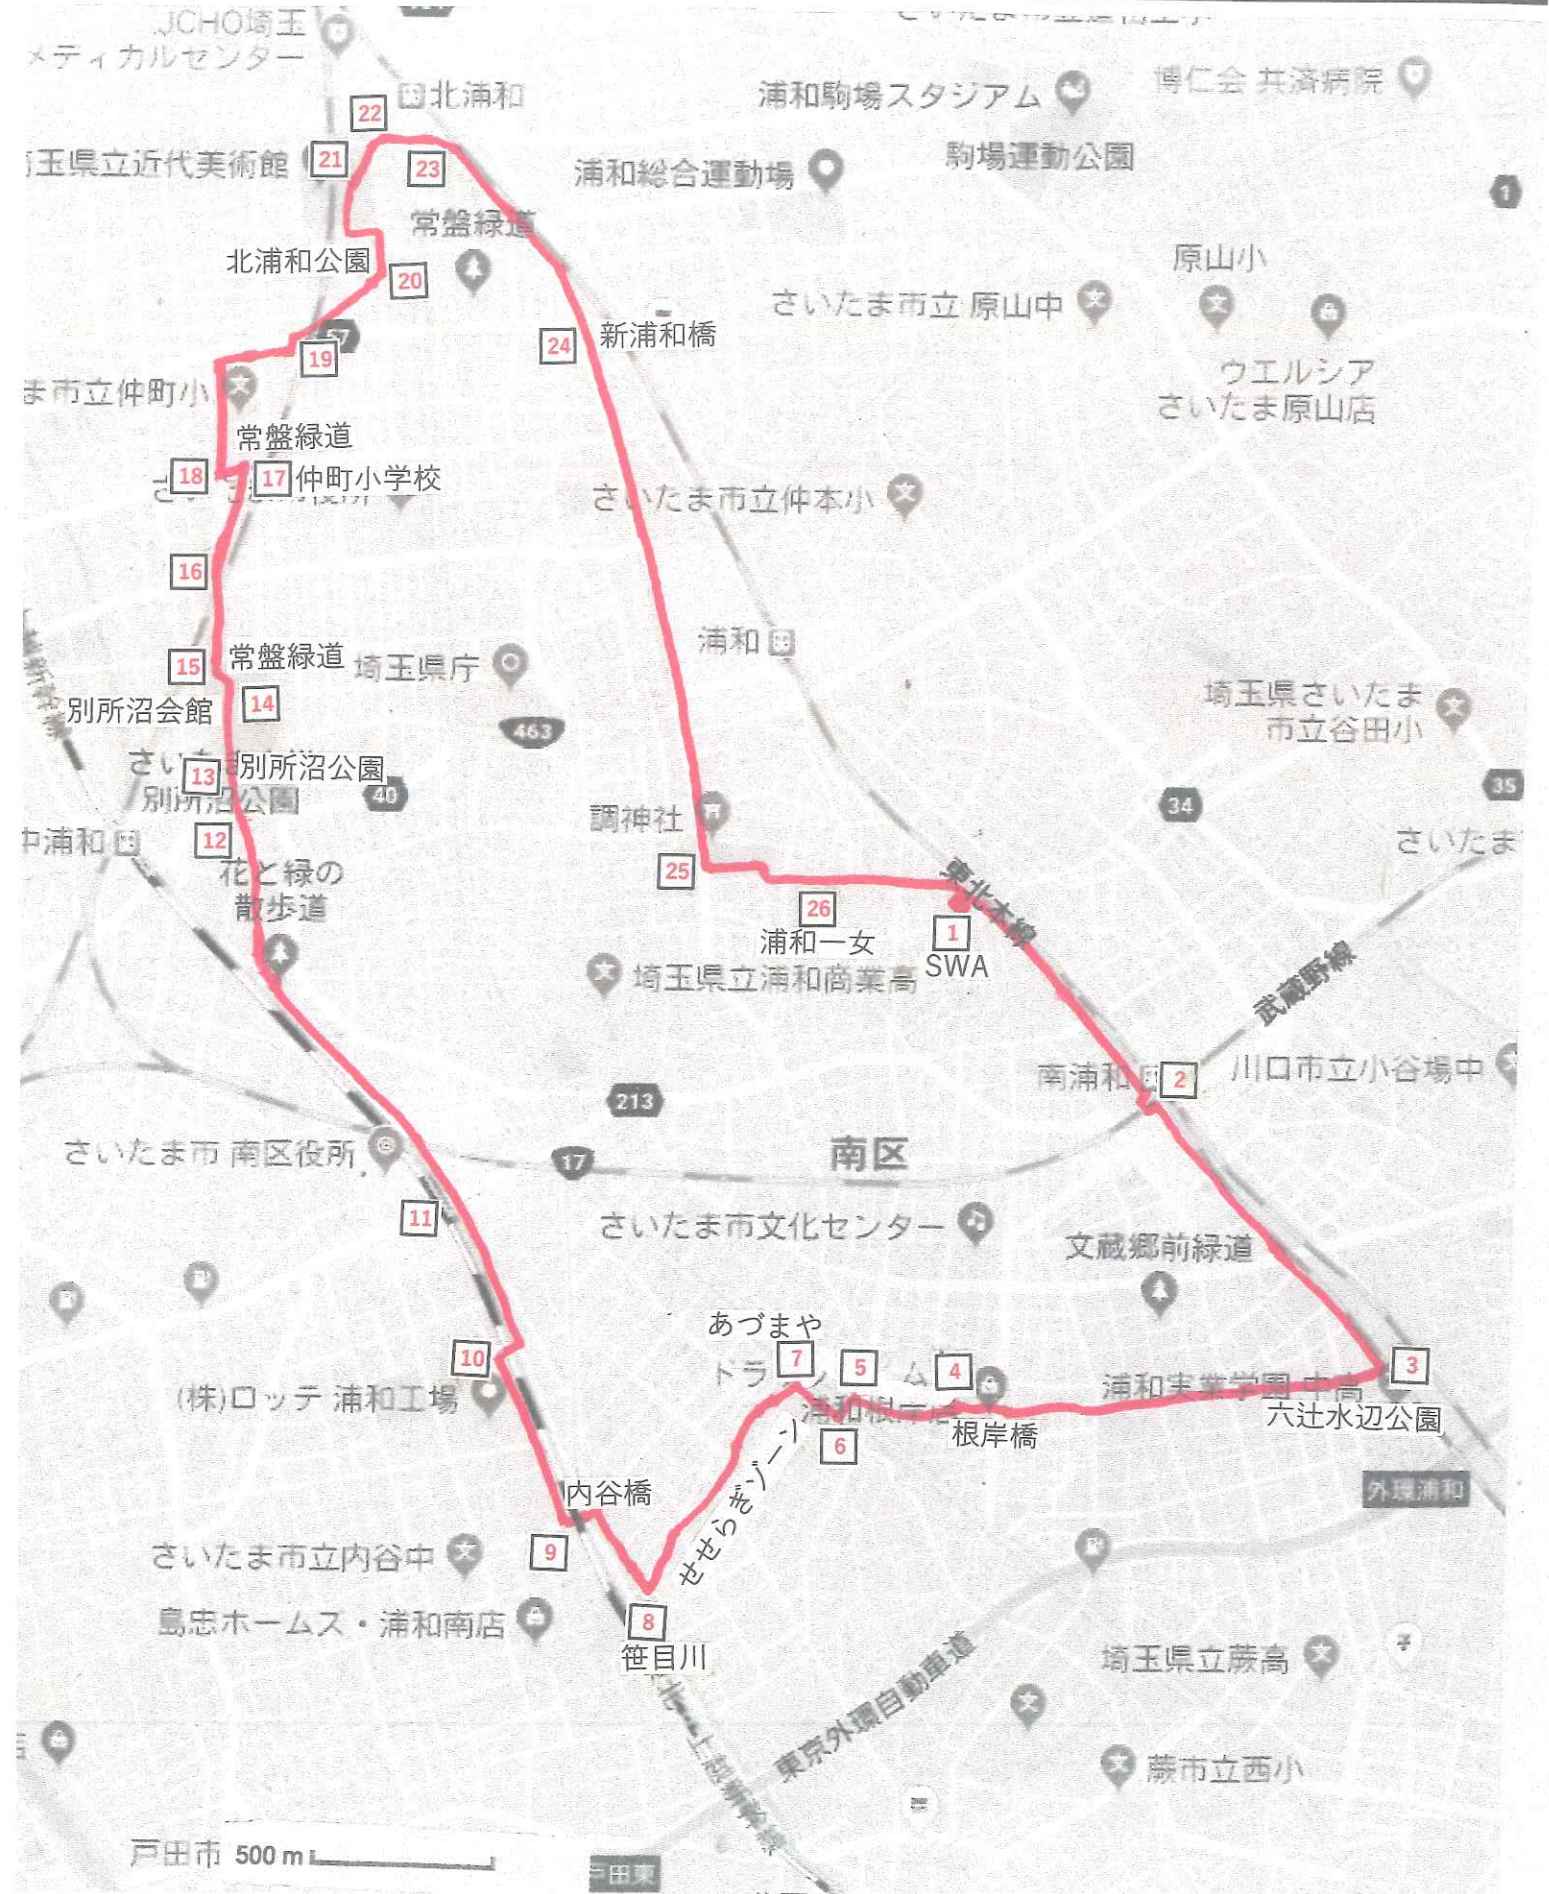 JCHO埼玉
メディカルセンター
22
北浦和
浦和駒場スタジアム
博仁会 共済病院
玉県立近代美術館
21
23
浦和総合運動場
駒場運動公園
1
常盤緑道
北浦和公園
20
原山小
さいたま市立 原山中
24
新浦和橋
57
19
ウエルシア
さいたま原山店
ま市立仲町小
常盤緑道
18
17
仲町小学校
さいたま市立仲本小
16
浦和
15
常盤緑道
埼玉県庁
別所沼会館
14
463
埼玉県さいたま
市立谷田小
13
別所沼公園
別所沼公園
40
34
35
調神社
中浦和
12
さいたま
花と緑の
散歩道
25
東北本線
26
浦和一女
1
SWA
埼玉県立浦和商業高
武蔵野線
南浦和
2
川口市立小谷場中
213
さいたま市 南区役所
17
南区
11
さいたま市文化センター
文蔵郷前緑道
あづまや
10
7
5
4
3
(株)ロッテ 浦和工場
浦和実業学園 中高
六辻水辺公園
6
根岸橋
せせらぎゾーン
内谷橋
外環浦和
9
さいたま市立内谷中
島忠ホームス・浦和南店
8
笹目川
東京外環自動車道
埼玉県立蕨高
蕨市立西小
戸田市
500 m
戸田東